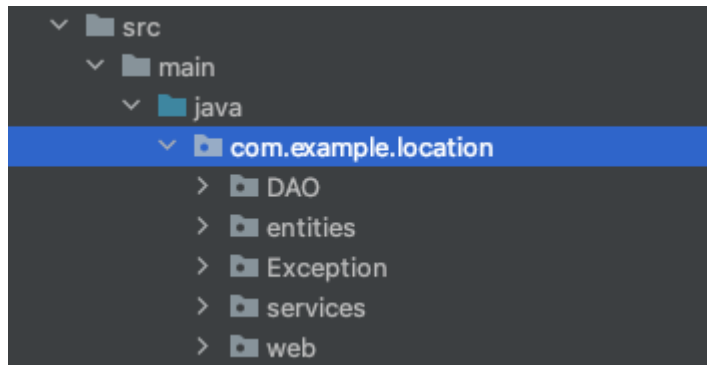 src
main
java
com.example.location
DAO
entities
Exception
services
web